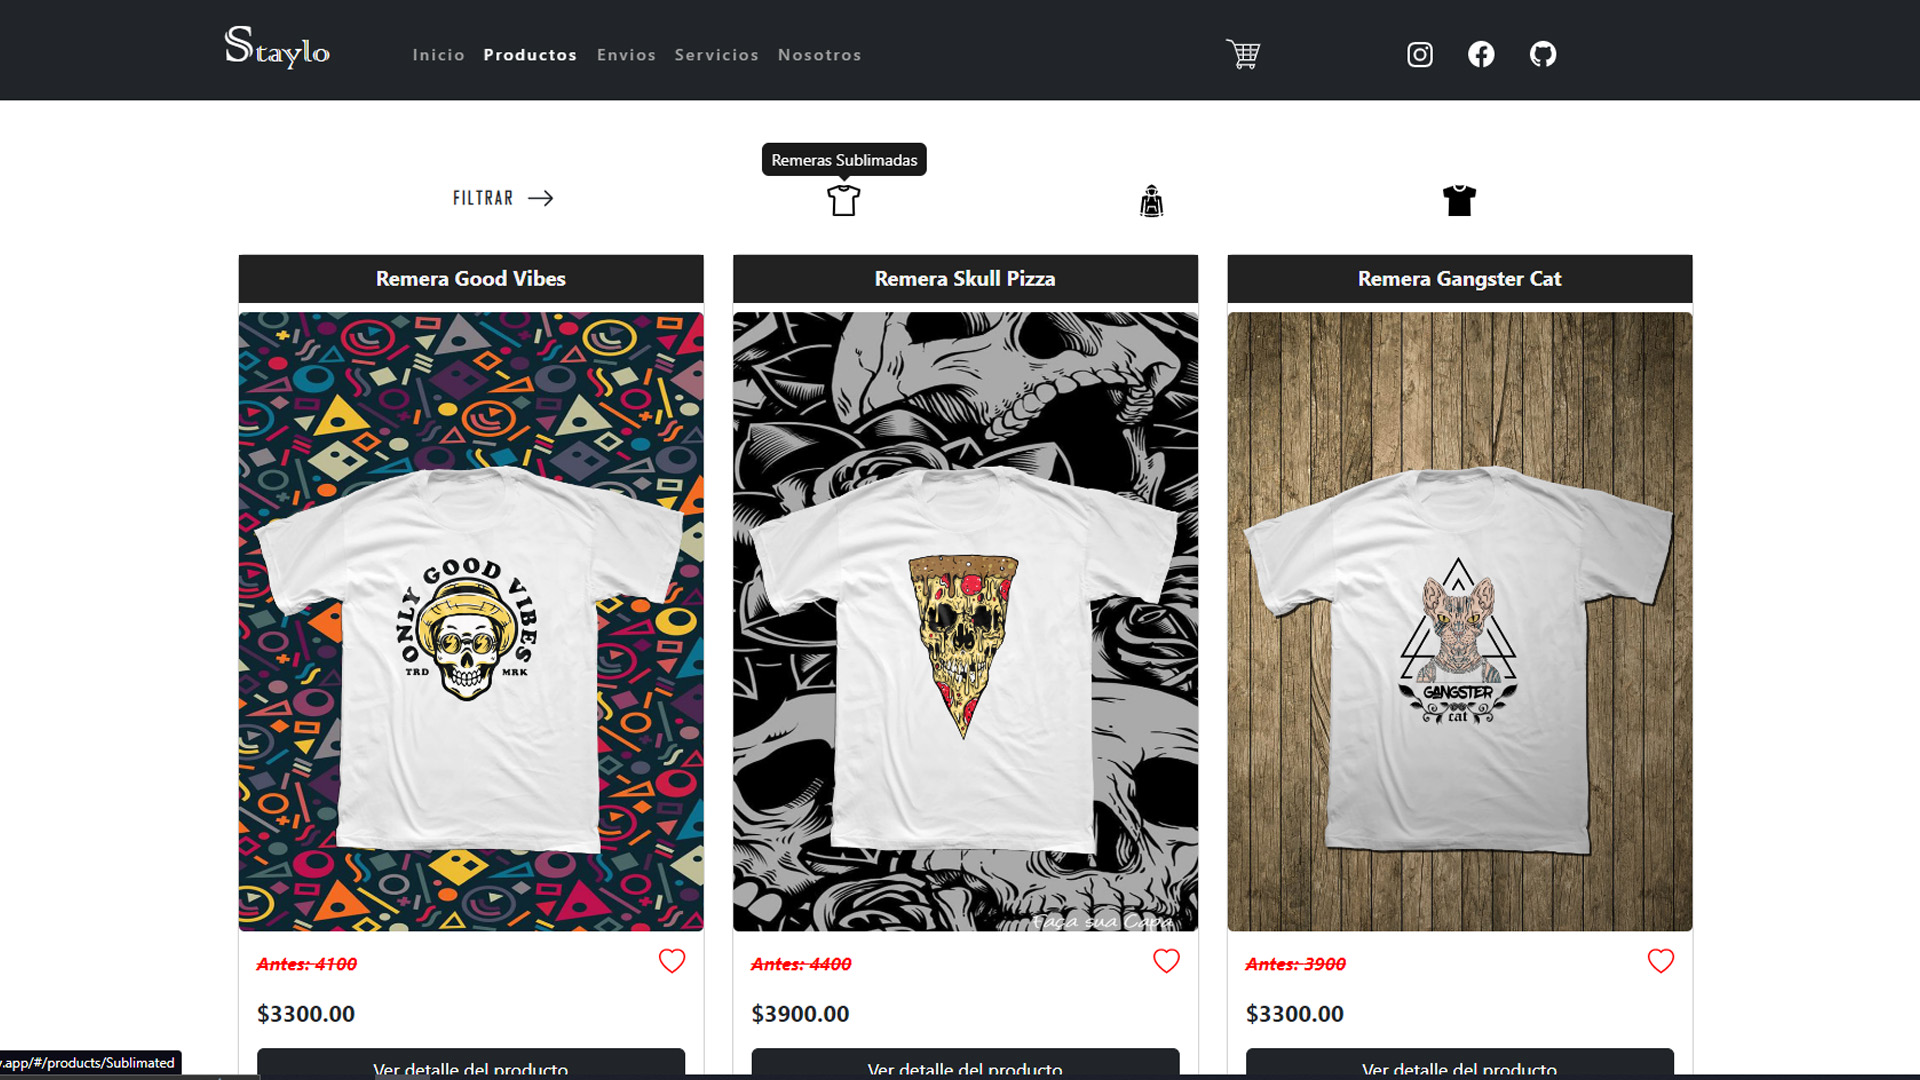 Staylo
Inicio Productos Envios Servicios Nosotros
Remeras Sublimadas
FILTRAR
Remera Good Vibes
Remera Skull Pizza
Remera Gangster Cat
ONLY GOOD VIBES
TRD MRK
GANGSTER
cat
Faça sua Capa
Antes: 4100
Antes: 4400
Antes: 3900
$3300.00
$3900.00
$3300.00
Ver detalle del producto
Ver detalle del producto
Ver detalle del producto
.app/#/products/Sublimated